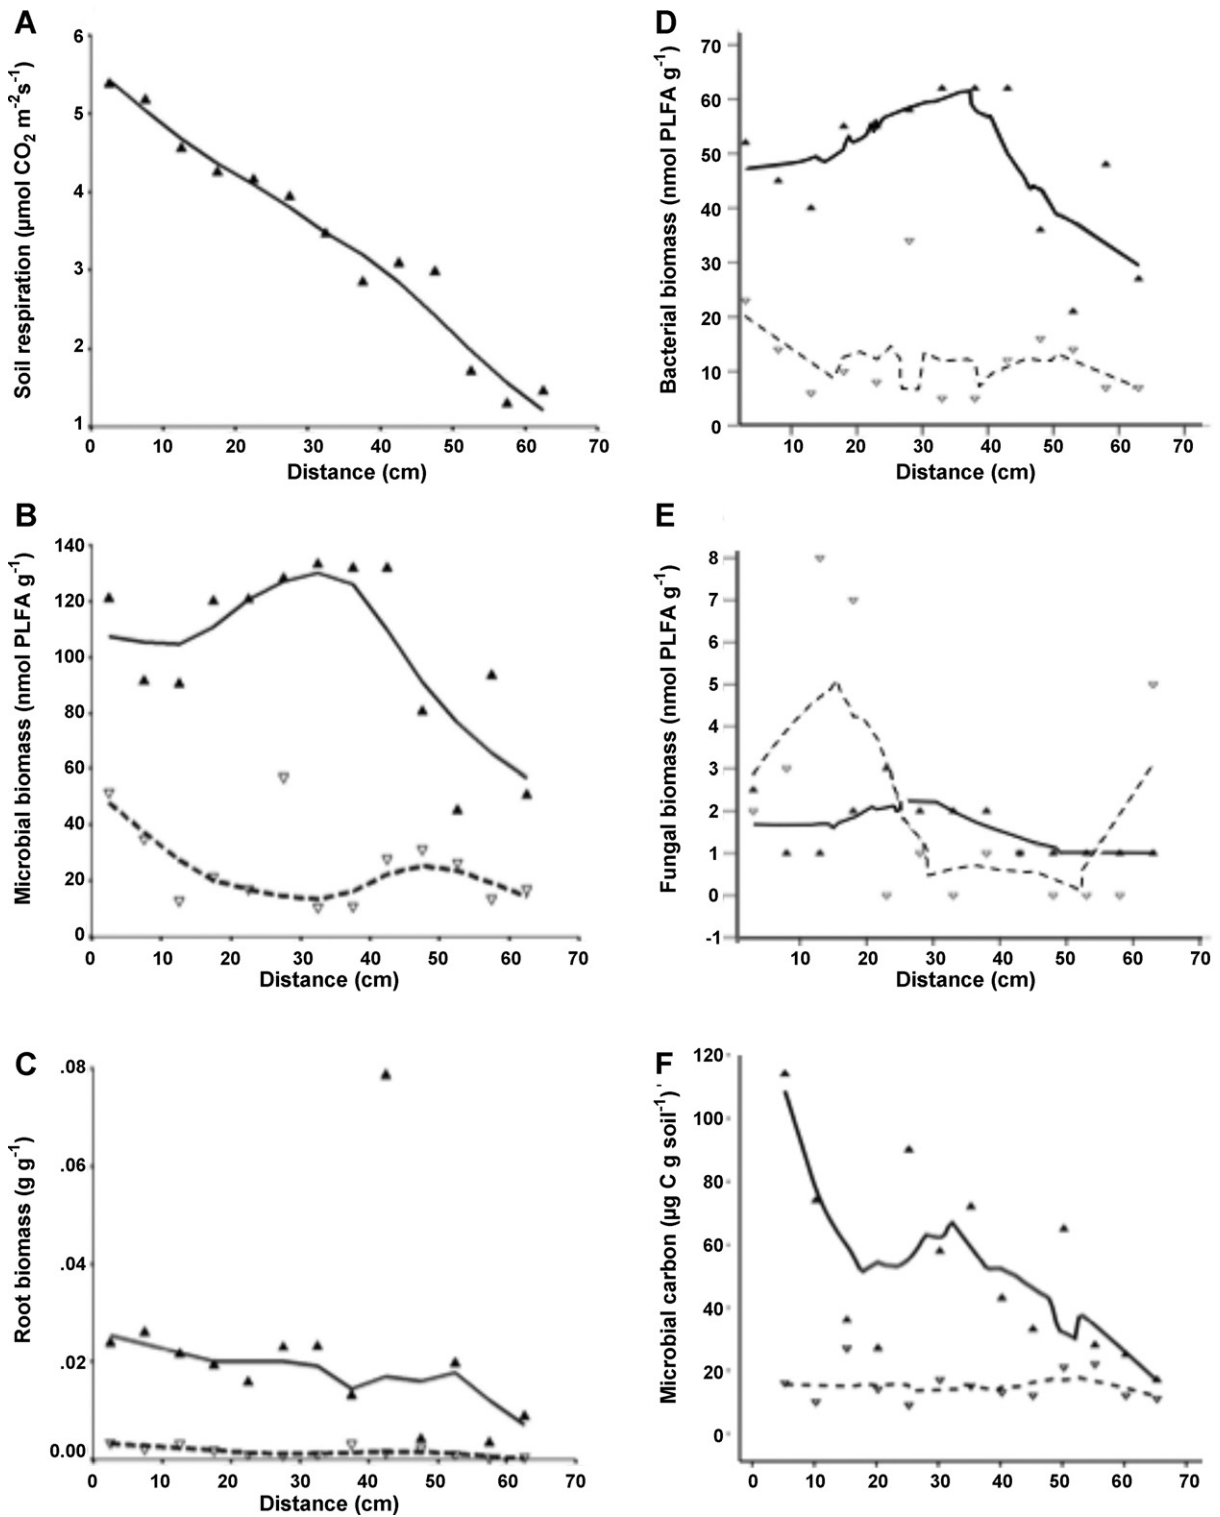 A
6
5
4
3
2
1
0 10 20 30 40 50 60 70
Distance (cm)
Soil respiration (µmol CO2 m-2s-1)
B
140
120
100
80
60
40
20
0
0 10 20 30 40 50 60 70
Distance (cm)
Microbial biomass (nmol PLFA g-1)
C
.08
.06
.04
.02
0.00
0 10 20 30 40 50 60 70
Distance (cm)
Root biomass (g g-1)
D
70
60
50
40
30
20
10
0
10 20 30 40 50 60 70
Distance (cm)
Bacterial biomass (nmol PLFA g-1)
E
8
7
6
5
4
3
2
1
0
-1
10 20 30 40 50 60 70
Distance (cm)
Fungal biomass (nmol PLFA g-1)
F
120
100
80
60
40
20
0
0 10 20 30 40 50 60 70
Microbial carbon (µg C g soil-1)